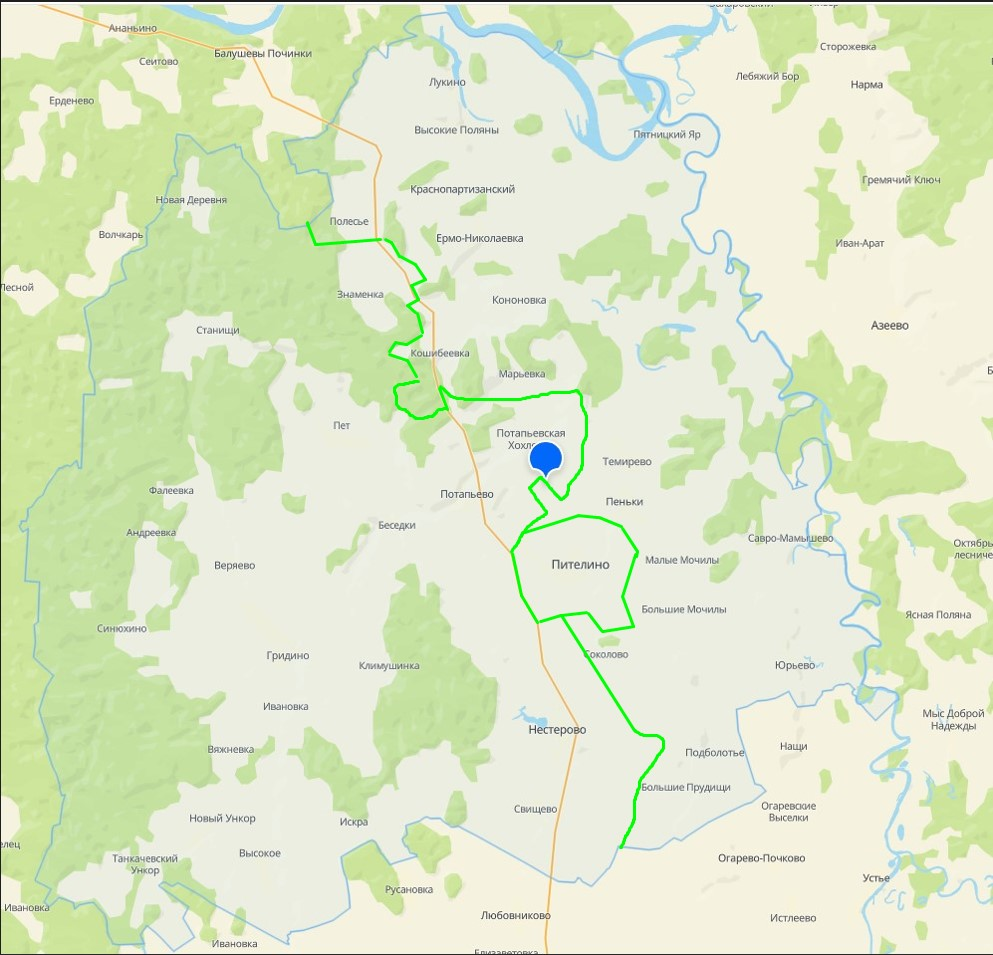 Ананьино
Балушевы Починки
Сеитово
Сторожевка
Лебяжий Бор
Нарма
Лукино
Ерденево
Высокие Поляны
Пятницкий Яр
Гремячий Ключ
Краснопартизанский
Новая Деревня
Полесье
Волчкарь
Ермо-Николаевка
Иван-Арат
Лесной
Знаменка
Кононовка
Станищи
Азеево
Кошибеевка
Марьевка
Пет
Потапьевская
Темирево
Фалеевка
Потапьево
Пеньки
Беседки
Андреевка
Савро-Мамышево
Октябрь
лесниче
Веряево
Пителино
Малые Мочилы
Большие Мочилы
Ясная Поляна
Синюхино
Гридино
Соколово
Климушинка
Юрьево
Ивановка
Мыс Доброй
Надежды
Нестерово
Вяжневка
Подболотье
Нащи
Большие Прудищи
Свищево
Огаревские
Выселки
Новый Ункор
Искра
Высокое
Танкачевский
Ункор
Огарево-Почково
Устье
Русановка
Ивановка
Любовниково
Истлеево
Ивановка